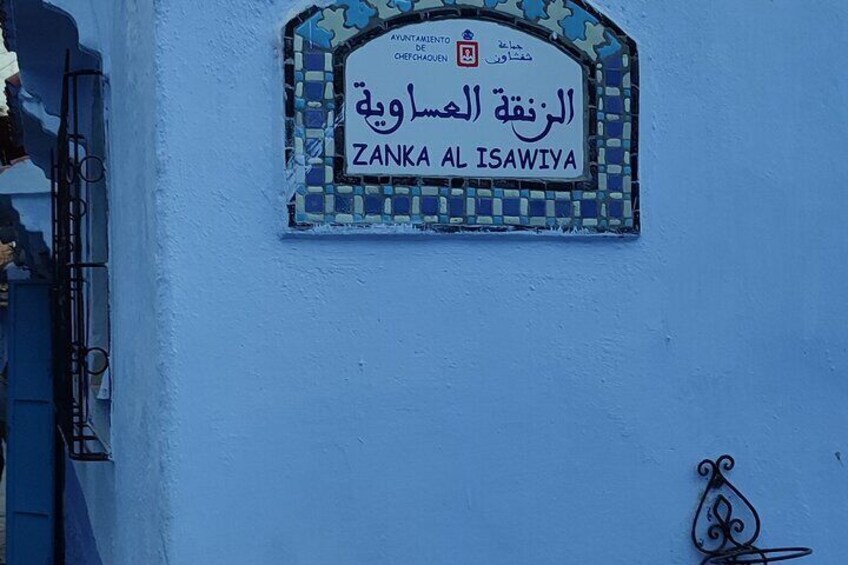 AYUNTAMIENTO
DE
CHEFCHAOUEN
جماعة
شفشاون
الزنقة العساوية
ZANKA AL ISAWIYA